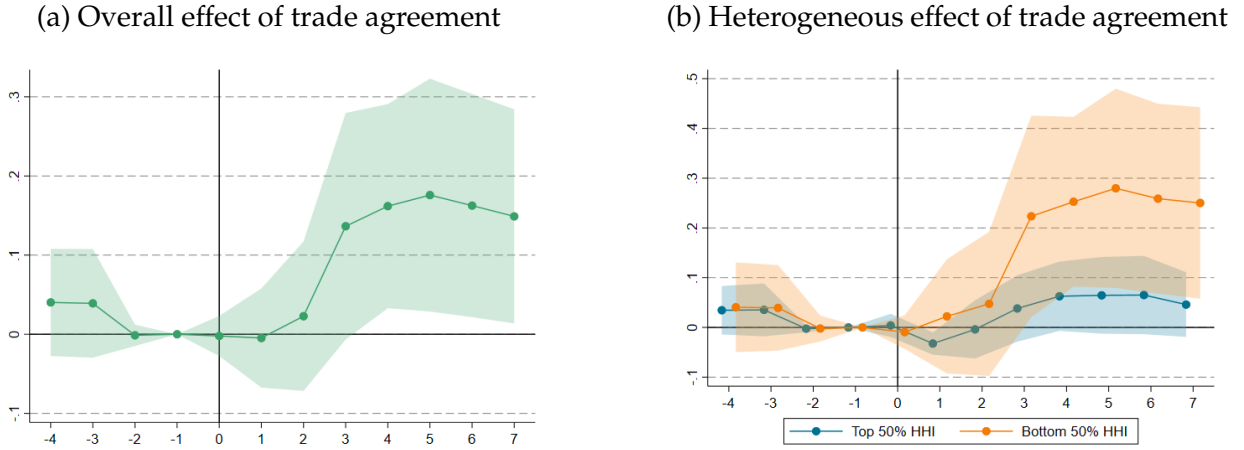 (a) Overall effect of trade agreement
.3
.2
.1
0
-.1
-4 -3 -2 -1 0 1 2 3 4 5 6 7
(b) Heterogeneous effect of trade agreement
.5
.4
.3
.2
.1
0
-.1
-4 -3 -2 -1 0 1 2 3 4 5 6 7
Top 50% HHI Bottom 50% HHI